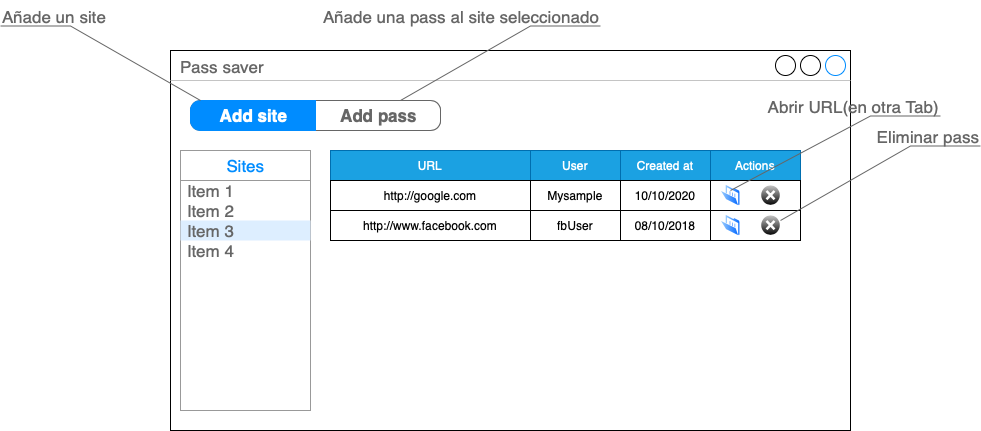 Añade un site
Añade una pass al site seleccionado
Pass saver
Add site
Add pass
Abrir URL(en otra Tab)
Eliminar pass
Sites
Item 1
Item 2
Item 3
Item 4
URL User Created at Actions
http://google.com Mysample 10/10/2020
http://www.facebook.com fbUser 08/10/2018